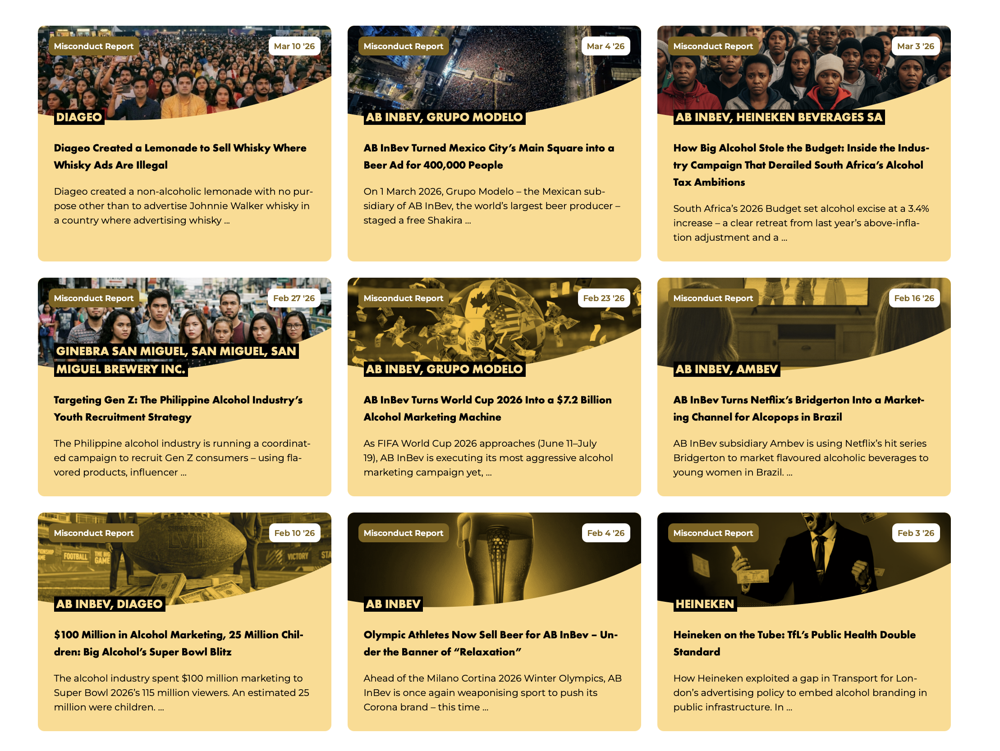 Misconduct Report
Mar 10 '26
DIAGEO
Diageo Created a Lemonade to Sell Whisky Where
Whisky Ads Are Illegal
Diageo created a non-alcoholic lemonade with no pur-
pose other than to advertise Johnnie Walker whisky in
a country where advertising whisky ...
Misconduct Report
Mar 4 '26
AB INBEV, GRUPO MODELO
AB InBev Turned Mexico City’s Main Square into a
Beer Ad for 400,000 People
On 1 March 2026, Grupo Modelo – the Mexican sub-
sidiary of AB InBev, the world’s largest beer producer –
staged a free Shakira ...
Misconduct Report
Mar 3 '26
AB INBEV, HEINEKEN BEVERAGES SA
How Big Alcohol Stole the Budget: Inside the Indus-
try Campaign That Derailed South Africa’s Alcohol
Tax Ambitions
South Africa’s 2026 Budget set alcohol excise at a 3.4%
increase – a clear retreat from last year’s above-infla-
tion adjustment and a ...
Misconduct Report
Feb 27 '26
GINEBRA SAN MIGUEL, SAN MIGUEL, SAN
MIGUEL BREWERY INC.
Targeting Gen Z: The Philippine Alcohol Industry’s
Youth Recruitment Strategy
The Philippine alcohol industry is running a coordinat-
ed campaign to recruit Gen Z consumers – using fla-
vored products, influencer ...
Misconduct Report
Feb 23 '26
AB INBEV, GRUPO MODELO
AB InBev Turns World Cup 2026 Into a $7.2 Billion
Alcohol Marketing Machine
As FIFA World Cup 2026 approaches (June 11–July
19), AB InBev is executing its most aggressive alcohol
marketing campaign yet, ...
Misconduct Report
Feb 16 '26
AB INBEV, AMBEV
AB InBev Turns Netflix’s Bridgerton Into a Market-
ing Channel for Alcopops in Brazil
AB InBev subsidiary Ambev is using Netflix’s hit series
Bridgerton to market flavoured alcoholic beverages to
young women in Brazil. ...
Misconduct Report
Feb 10 '26
SUPER BOWL
LVII
FOOTBALL
THE BIG
GAME
VICTORY
AB INBEV, DIAGEO
$100 Million in Alcohol Marketing, 25 Million Chil-
dren: Big Alcohol’s Super Bowl Blitz
The alcohol industry spent $100 million marketing to
Super Bowl 2026’s 115 million viewers. An estimated 25
million were children. ...
Misconduct Report
Feb 4 '26
AB INBEV
Olympic Athletes Now Sell Beer for AB InBev – Un-
der the Banner of “Relaxation”
Ahead of the Milano Cortina 2026 Winter Olympics, AB
InBev is once again weaponising sport to push its
Corona brand – this time ...
Misconduct Report
Feb 3 '26
HEINEKEN
Heineken on the Tube: TfL’s Public Health Double
Standard
How Heineken exploited a gap in Transport for Lon-
don’s advertising policy to embed alcohol branding in
public infrastructure. In ...